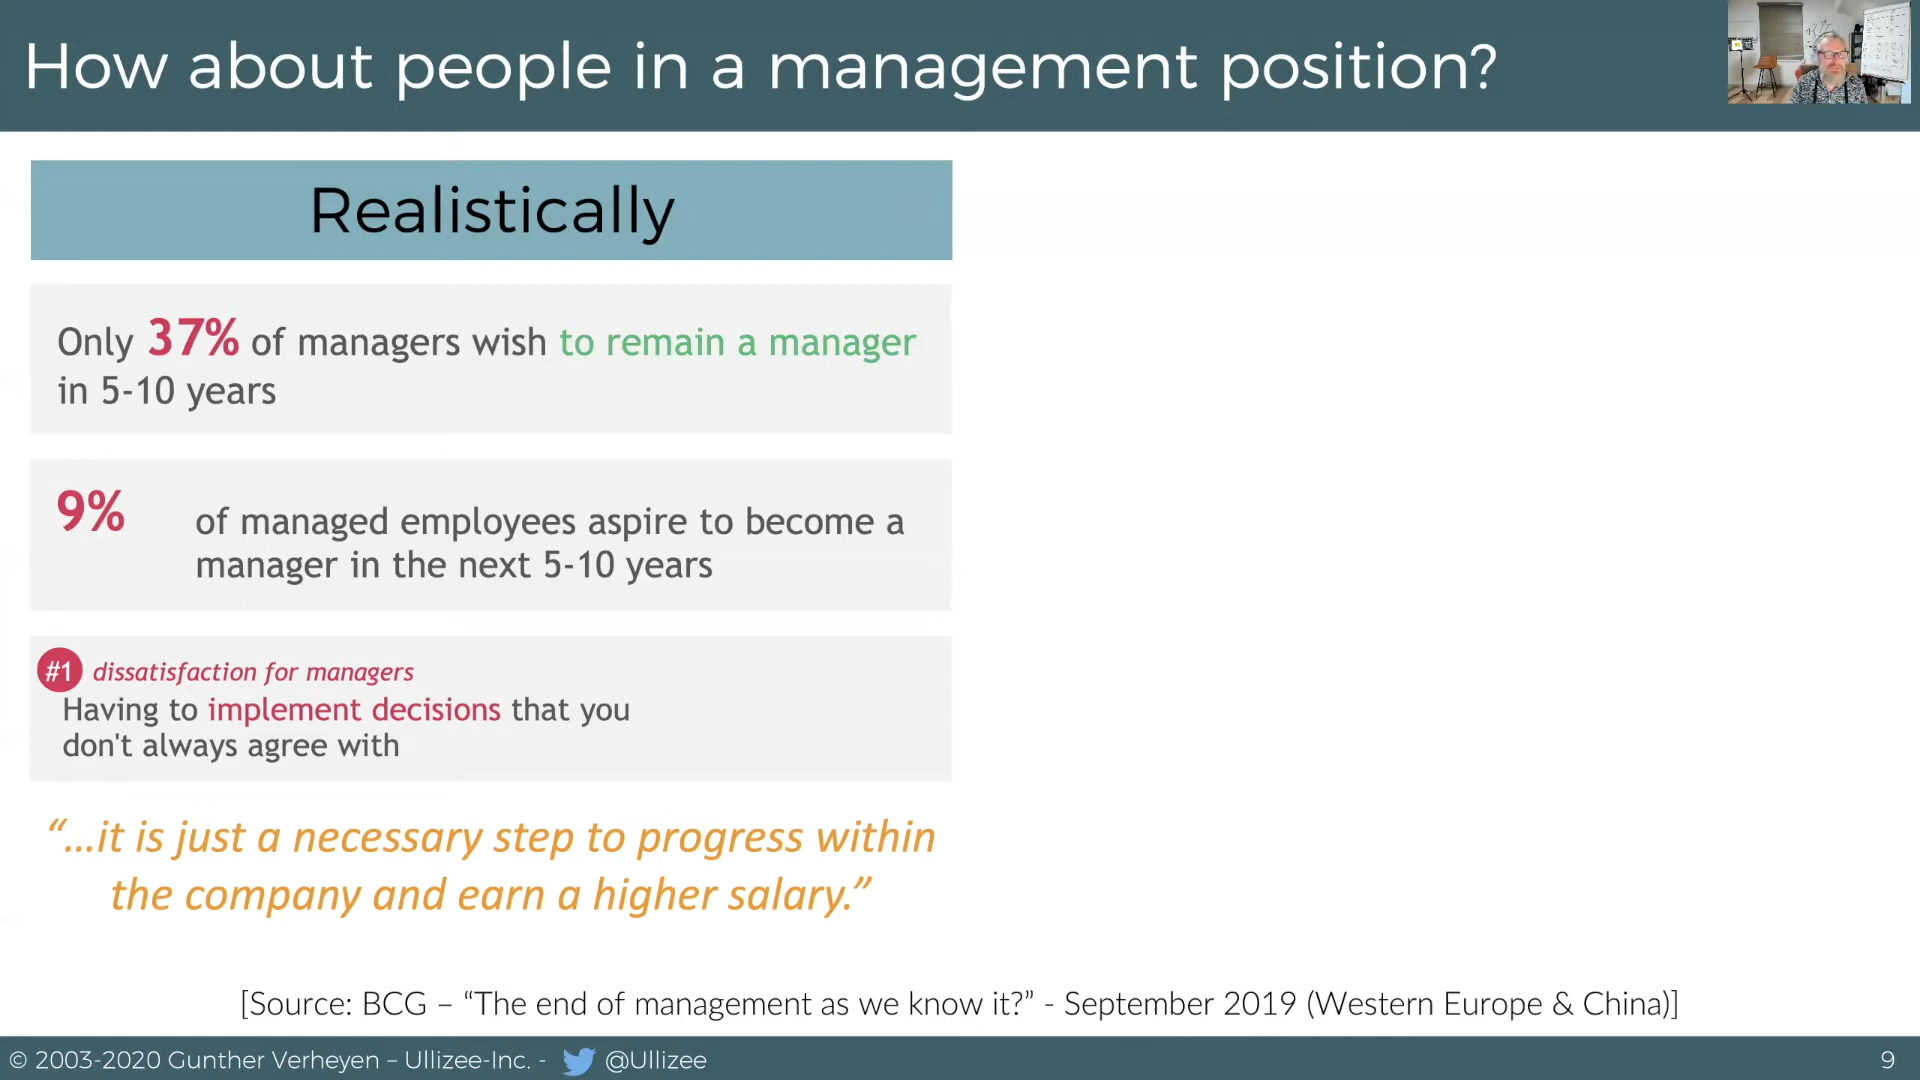 How about people in a management position?
Realistically
Only 37% of managers wish to remain a manager
in 5-10 years
9% of managed employees aspire to become a
manager in the next 5-10 years
#1 dissatisfaction for managers
Having to implement decisions that you
don't always agree with
“...it is just a necessary step to progress within
the company and earn a higher salary.”
[Source: BCG – “The end of management as we know it?” - September 2019 (Western Europe & China)]
© 2003-2020 Gunther Verheyen – Ullizee-Inc. - @Ullizee
9